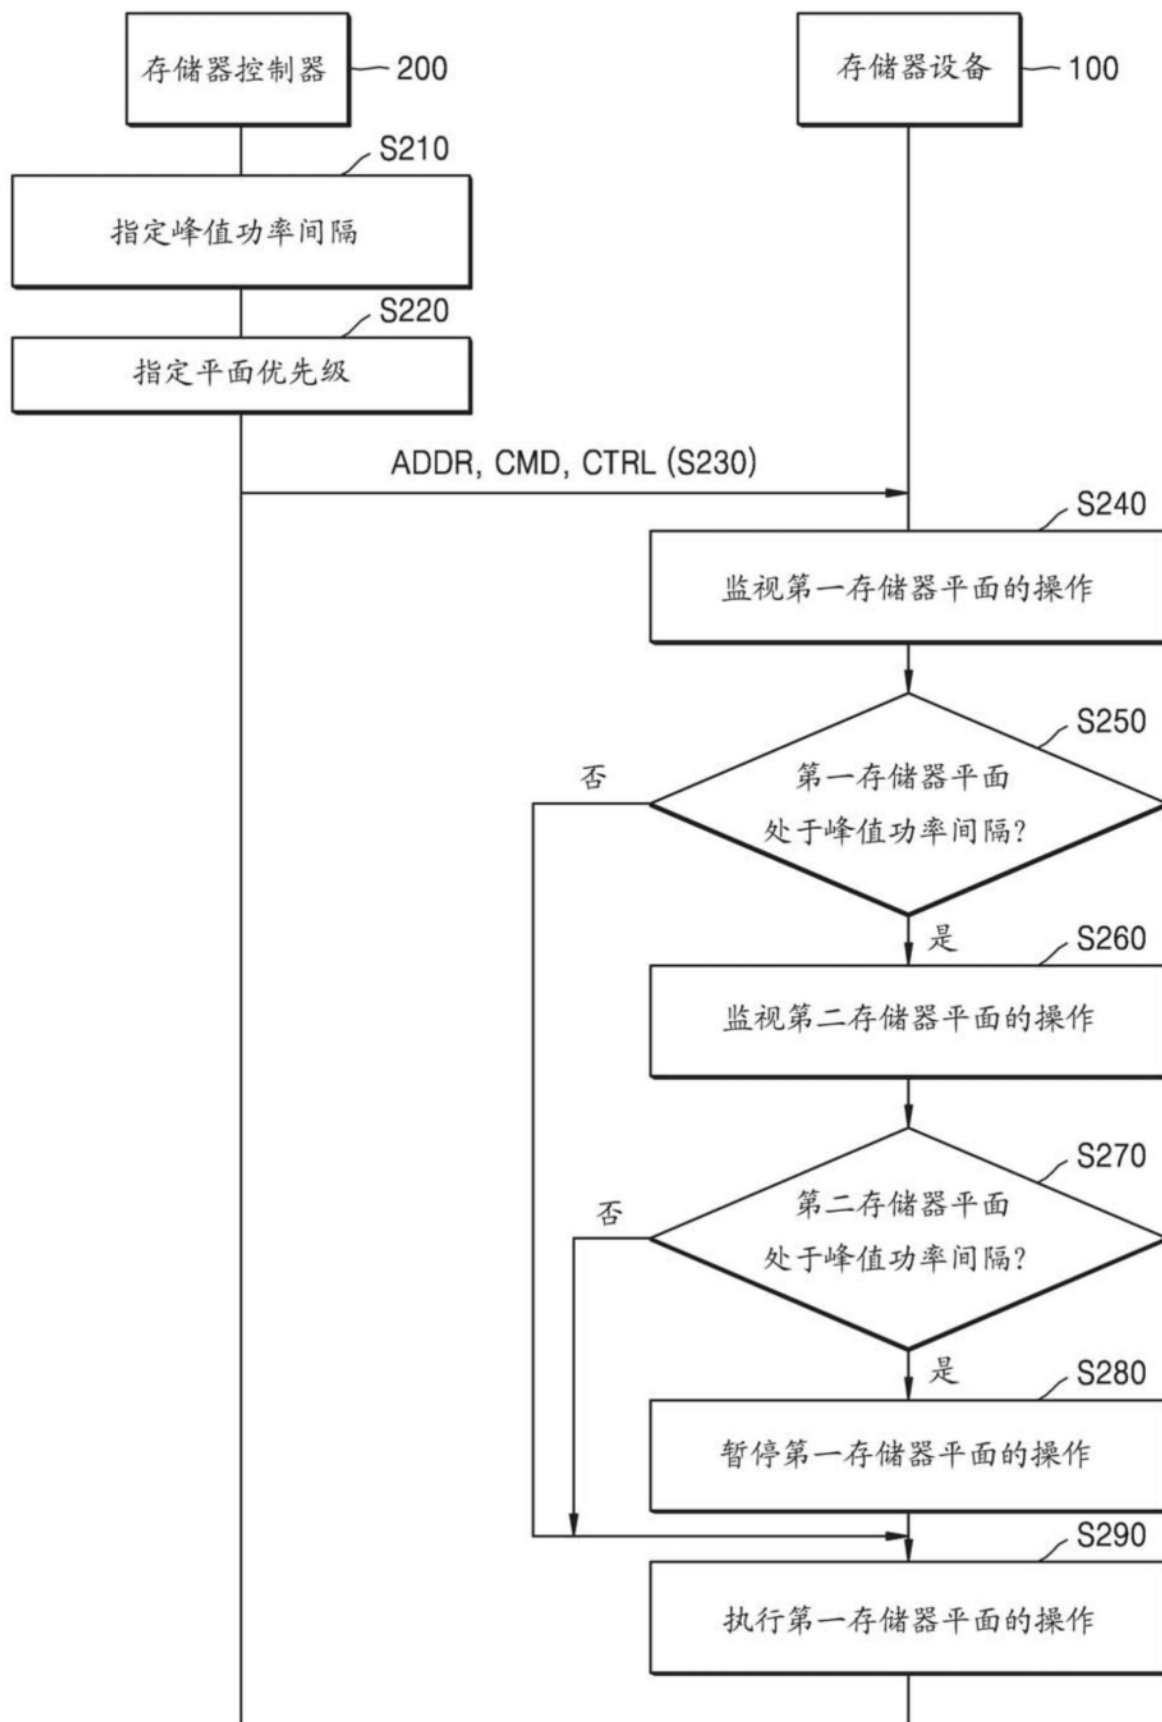 存储器控制器
200
存储器设备
100
S210
指定峰值功率间隔
S220
指定平面优先级
ADDR, CMD, CTRL (S230)
S240
监视第一存储器平面的操作
S250
第一存储器平面
处于峰值功率间隔?
否
是
S260
监视第二存储器平面的操作
S270
第二存储器平面
处于峰值功率间隔?
否
是
S280
暂停第一存储器平面的操作
S290
执行第一存储器平面的操作